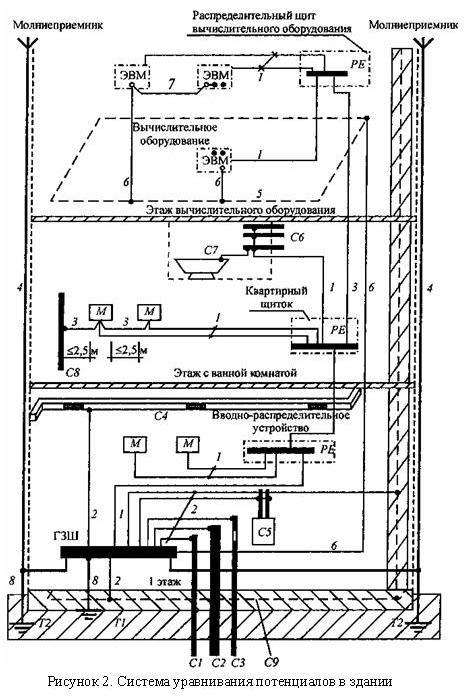 Молниеприемник
Распределительный щит
вычислительного оборудования
Молниеприемник
ЭВМ
7
ЭВМ
1
РЕ
Вычислительное
оборудование
ЭВМ
1
6
6
5
Этаж вычислительного оборудования
С7
С6
4
1
3
6
4
Квартирный
щиток
3
М
3
М
1
РЕ
≤2,5 м
≤2,5 м
С8
Этаж с ванной комнатой
С4
Вводно-распределительное
устройство
М
М
1
РЕ
2
1
2
С5
ГЗШ
6
8
8
2
1 этаж
Т2
Т1
Т2
С1
С2
С3
С9
Рисунок 2. Система уравнивания потенциалов в здании